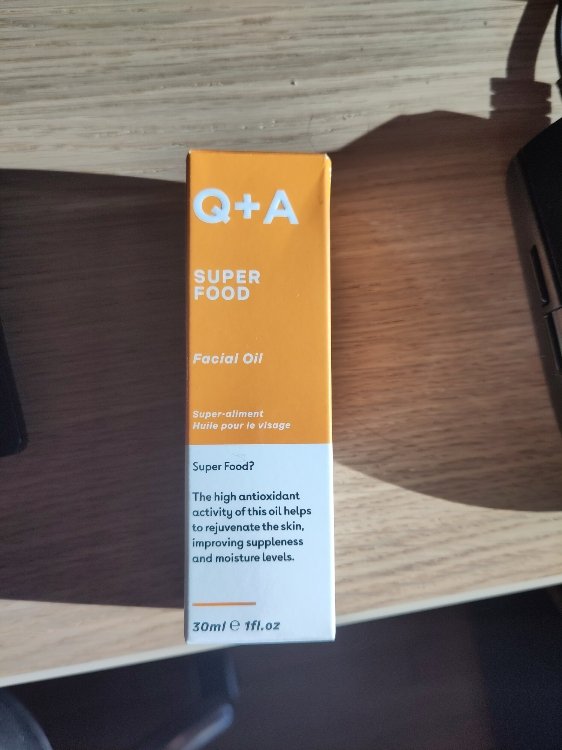 Q+A
SUPER
FOOD
Facial Oil
Super-aliment
Huile pour le visage
Super Food?
The high antioxidant
activity of this oil helps
to rejuvenate the skin,
improving suppleness
and moisture levels.
30ml ℮ 1fl.oz